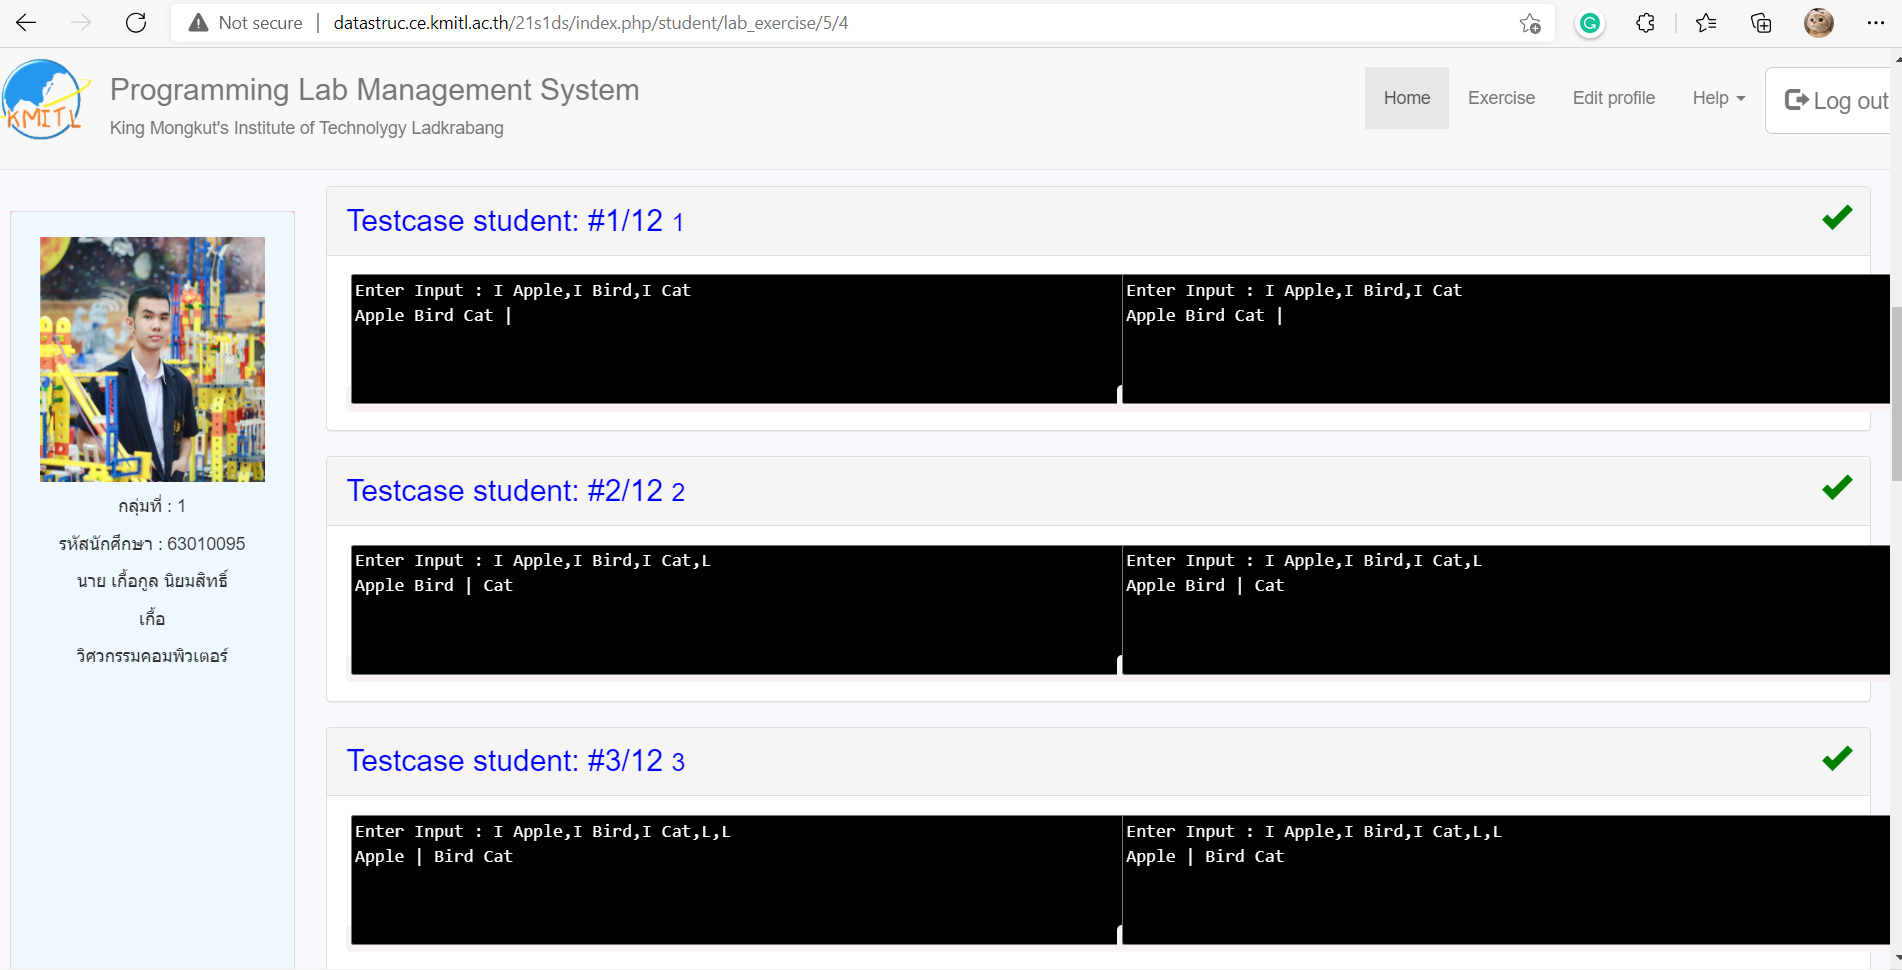 Not secure | datastruc.ce.kmitl.ac.th/21s1ds/index.php/student/lab_exercise/5/4
KMITL
Programming Lab Management System
King Mongkut's Institute of Technolygy Ladkrabang
Home
Exercise
Edit profile
Help
Log out
กลุ่มที่ : 1
รหัสนักศึกษา : 63010095
นาย เกื้อกูล นิยมสิทธิ์
เกื้อ
วิศวกรรมคอมพิวเตอร์
Testcase student: #1/12 1
Enter Input : I Apple,I Bird,I Cat
Apple Bird Cat |
Enter Input : I Apple,I Bird,I Cat
Apple Bird Cat |
Testcase student: #2/12 2
Enter Input : I Apple,I Bird,I Cat,L
Apple Bird | Cat
Enter Input : I Apple,I Bird,I Cat,L
Apple Bird | Cat
Testcase student: #3/12 3
Enter Input : I Apple,I Bird,I Cat,L,L
Apple | Bird Cat
Enter Input : I Apple,I Bird,I Cat,L,L
Apple | Bird Cat